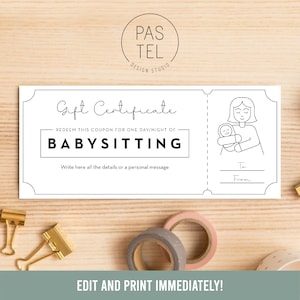 PAS
TEL
DESIGN STUDIO
Gift Certificate
REDEEM THIS COUPON FOR ONE DAY/NIGHT OF
BABYSITTING
Write here all the details or a personal message
To
From
EDIT AND PRINT IMMEDIATELY!